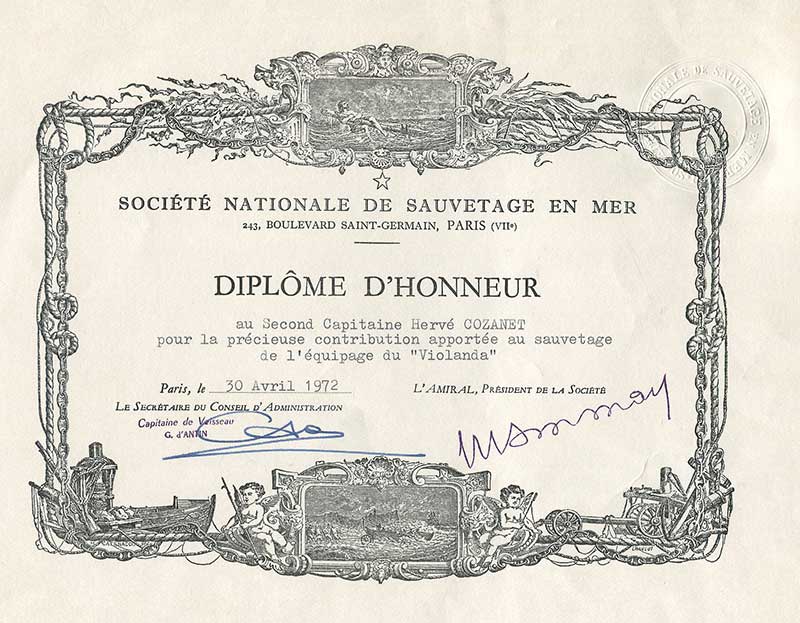 SOCIÉTÉ NATIONALE DE SAUVETAGE EN MER
243, BOULEVARD SAINT-GERMAIN, PARIS (VIIe)
DIPLÔME D'HONNEUR
au Second Capitaine Hervé COZANET
pour la précieuse contribution apportée au sauvetage
de l'équipage du "Violanda"
Paris, le 30 Avril 1972
L'AMIRAL, PRÉSIDENT DE LA SOCIÉTÉ
LE SECRÉTAIRE DU CONSEIL D'ADMINISTRATION
Capitaine de Vaisseau
G. d'ANTIN